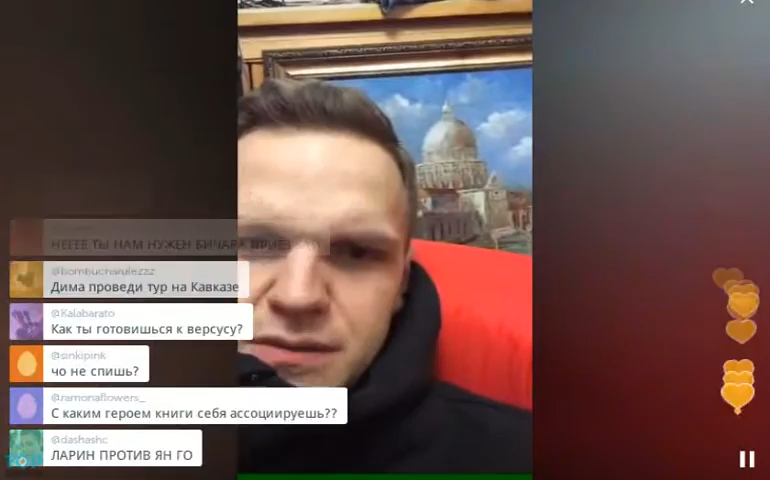 НЕЕЕЕ ТЫ НАМ НУЖЕН БИЧАРА
@bombucharulezzz
Дима проведи тур на Кавказе
@Kalabarato
Как ты готовишься к версусу?
@sinkipink
чо не спишь?
@ramonaflowers_
С каким героем книги себя ассоциируешь??
@dashashc
ЛАРИН ПРОТИВ ЯН ГО